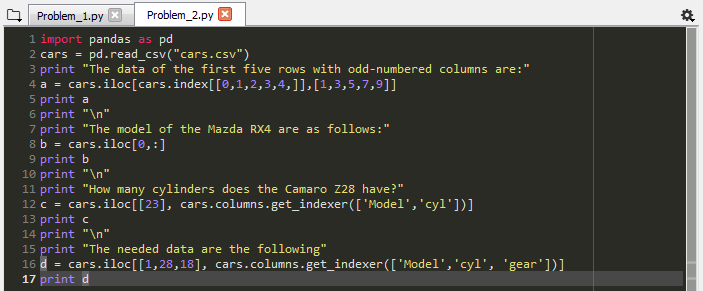 Problem_1.py Problem_2.py
1 import pandas as pd
2 cars = pd.read_csv("cars.csv")
3 print "The data of the first five rows with odd-numbered columns are:"
4 a = cars.iloc[cars.index[[0,1,2,3,4,]],[1,3,5,7,9]]
5 print a
6 print "\n"
7 print "The model of the Mazda RX4 are as follows:"
8 b = cars.iloc[0,:]
9 print b
10 print "\n"
11 print "How many cylinders does the Camaro Z28 have?"
12 c = cars.iloc[[23], cars.columns.get_indexer(['Model','cyl'])]
13 print c
14 print "\n"
15 print "The needed data are the following"
16 d = cars.iloc[[1,28,18], cars.columns.get_indexer(['Model','cyl', 'gear'])]
17 print d